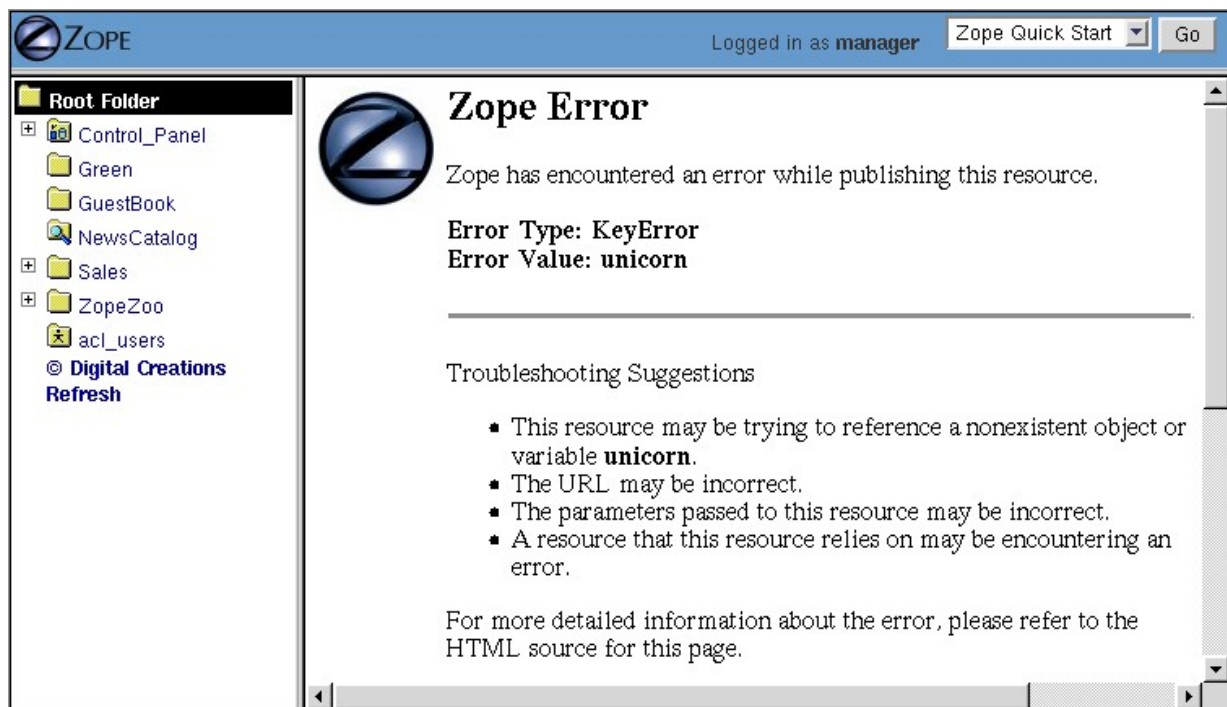 ZOPE
Logged in as manager
Zope Quick Start
Go
Root Folder
Control_Panel
Green
GuestBook
NewsCatalog
Sales
ZopeZoo
acl_users
© Digital Creations
Refresh
Zope Error
Zope has encountered an error while publishing this resource.
Error Type: KeyError
Error Value: unicorn
Troubleshooting Suggestions
This resource may be trying to reference a nonexistent object or
variable unicorn.
The URL may be incorrect.
The parameters passed to this resource may be incorrect.
A resource that this resource relies on may be encountering an
error.
For more detailed information about the error, please refer to the
HTML source for this page.